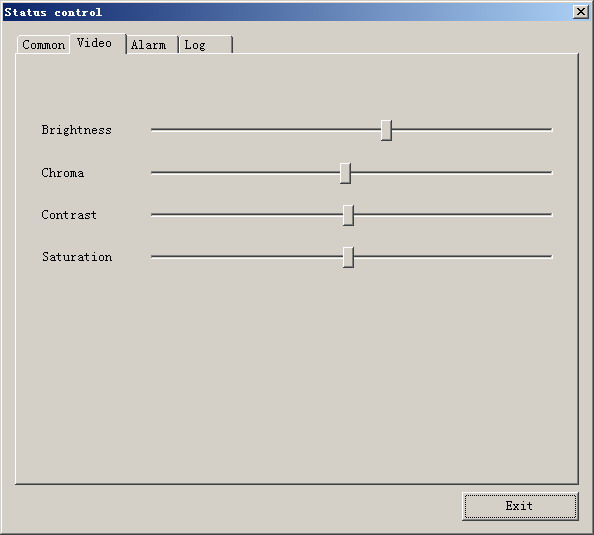 Status control
Common Video Alarm Log
Brightness
Chroma
Contrast
Saturation
Exit